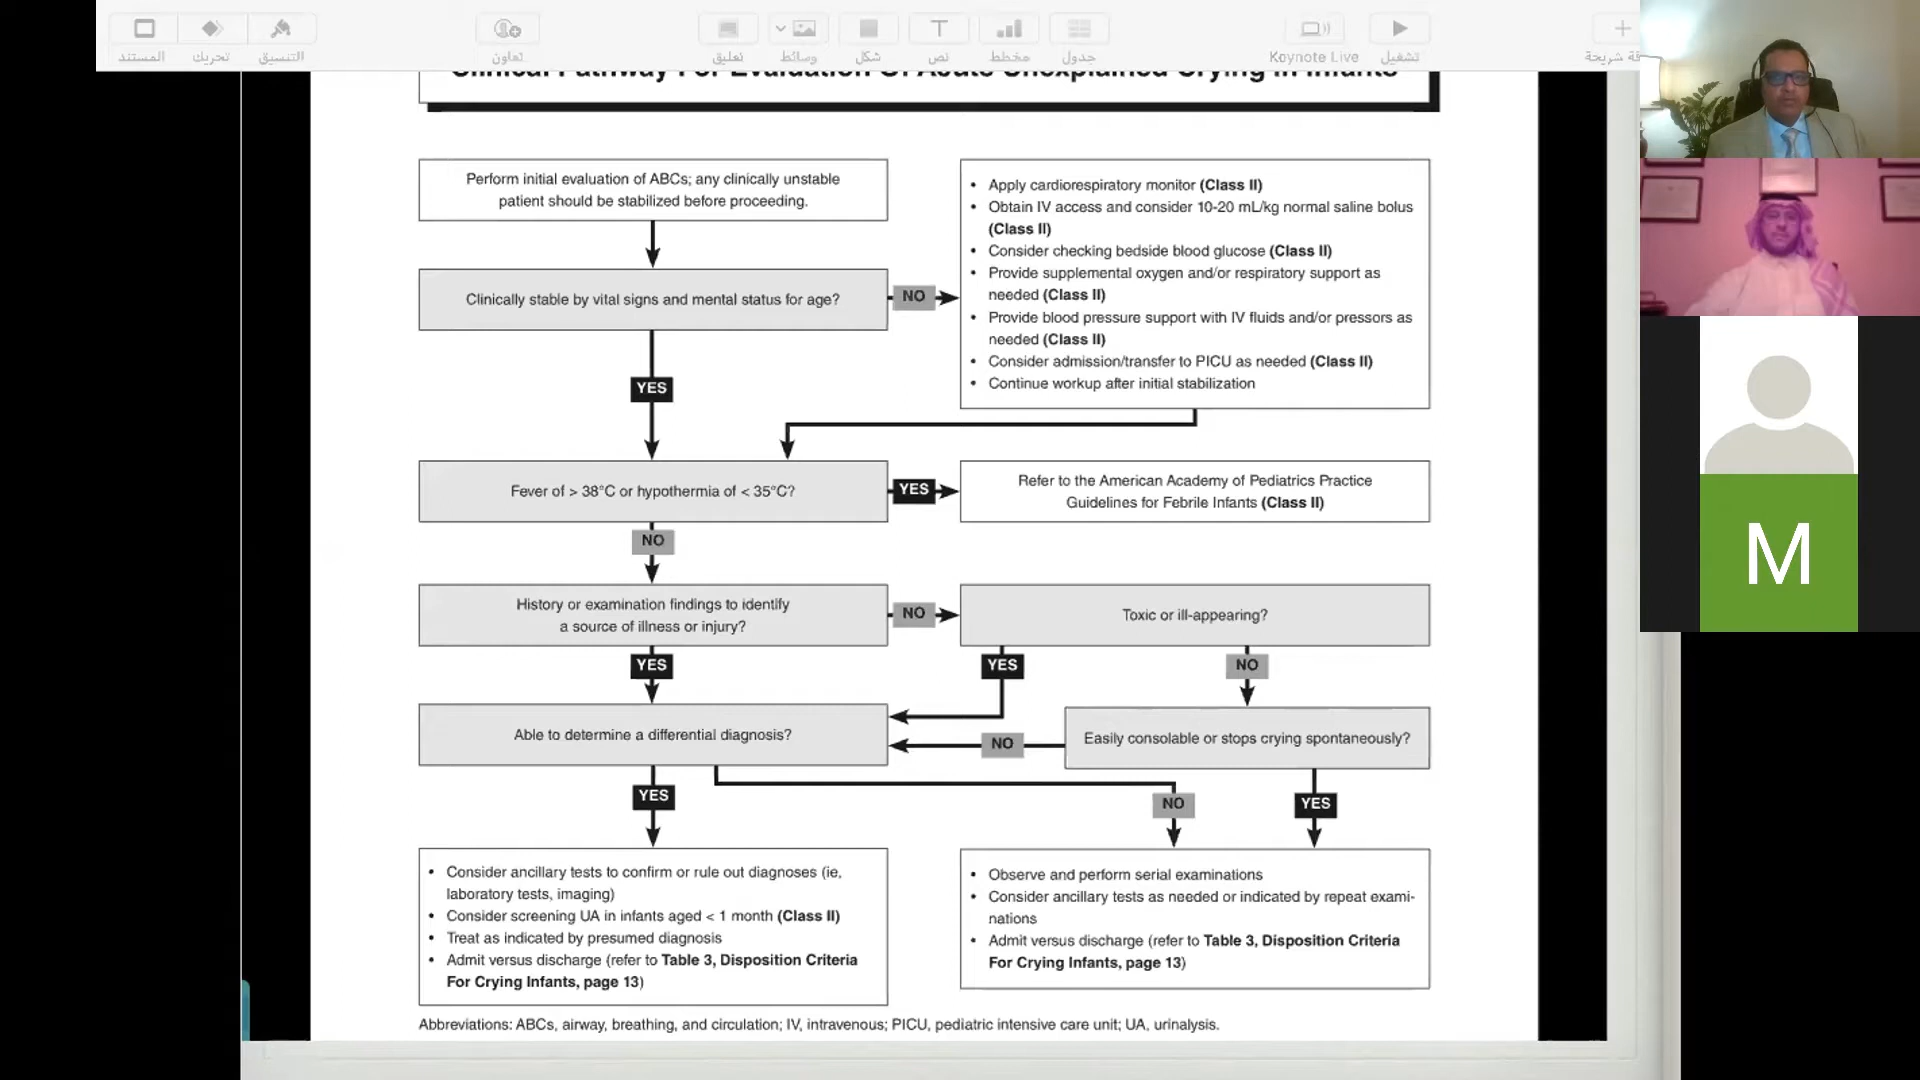 المستند
تحريك
التنسيق
تعاون
تعليق
وسائط
شكل
نص
مخطط
جدول
Keynote Live
تشغيل
Clinical Pathway For Evaluation Of Acute Unexplained Crying In Infants
Perform initial evaluation of ABCs; any clinically unstable
patient should be stabilized before proceeding.
Clinically stable by vital signs and mental status for age?
NO
• Apply cardiorespiratory monitor (Class II)
• Obtain IV access and consider 10-20 mL/kg normal saline bolus
(Class II)
• Consider checking bedside blood glucose (Class II)
• Provide supplemental oxygen and/or respiratory support as
needed (Class II)
• Provide blood pressure support with IV fluids and/or pressors as
needed (Class II)
• Consider admission/transfer to PICU as needed (Class II)
• Continue workup after initial stabilization
YES
Fever of > 38°C or hypothermia of < 35°C?
YES
Refer to the American Academy of Pediatrics Practice
Guidelines for Febrile Infants (Class II)
NO
History or examination findings to identify
a source of illness or injury?
NO
Toxic or ill-appearing?
YES
YES
NO
Able to determine a differential diagnosis?
NO
Easily consolable or stops crying spontaneously?
YES
NO
YES
• Consider ancillary tests to confirm or rule out diagnoses (ie,
laboratory tests, imaging)
• Consider screening UA in infants aged < 1 month (Class II)
• Treat as indicated by presumed diagnosis
• Admit versus discharge (refer to Table 3, Disposition Criteria
For Crying Infants, page 13)
• Observe and perform serial examinations
• Consider ancillary tests as needed or indicated by repeat exami-
nations
• Admit versus discharge (refer to Table 3, Disposition Criteria
For Crying Infants, page 13)
Abbreviations: ABCs, airway, breathing, and circulation; IV, intravenous; PICU, pediatric intensive care unit; UA, urinalysis.
M